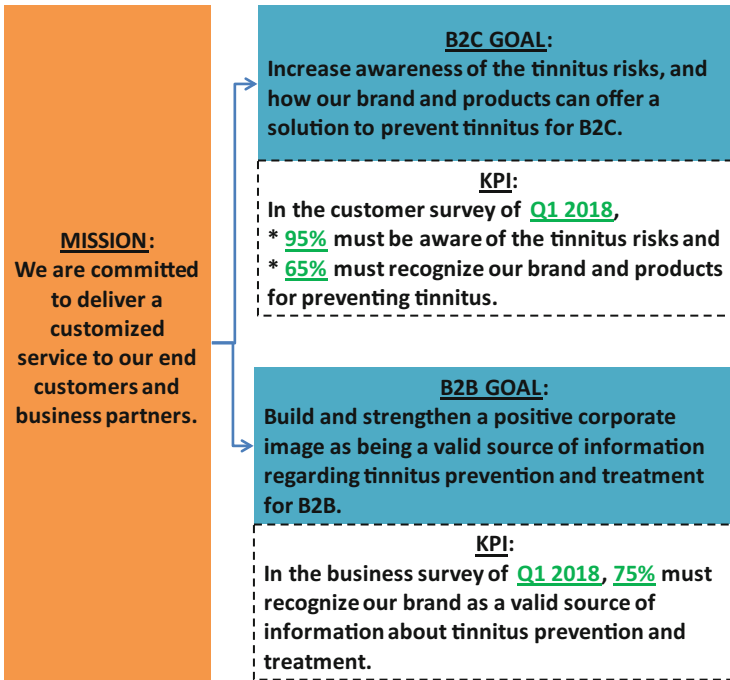 MISSION:
We are committed
to deliver a
customized
service to our end
customers and
business partners.
B2C GOAL:
Increase awareness of the tinnitus risks, and
how our brand and products can offer a
solution to prevent tinnitus for B2C.
KPI:
In the customer survey of Q1 2018,
* 95% must be aware of the tinnitus risks and
* 65% must recognize our brand and products
for preventing tinnitus.
B2B GOAL:
Build and strengthen a positive corporate
image as being a valid source of information
regarding tinnitus prevention and treatment
for B2B.
KPI:
In the business survey of Q1 2018, 75% must
recognize our brand as a valid source of
information about tinnitus prevention and
treatment.